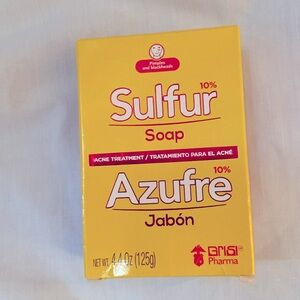 Pimples
and blackheads
10%
Sulfur
Soap
ACNE TREATMENT / TRATAMIENTO PARA EL ACNÉ
10%
Azufre
Jabón
NET WT. 4.4 Oz (125g)
GRISI
Pharma